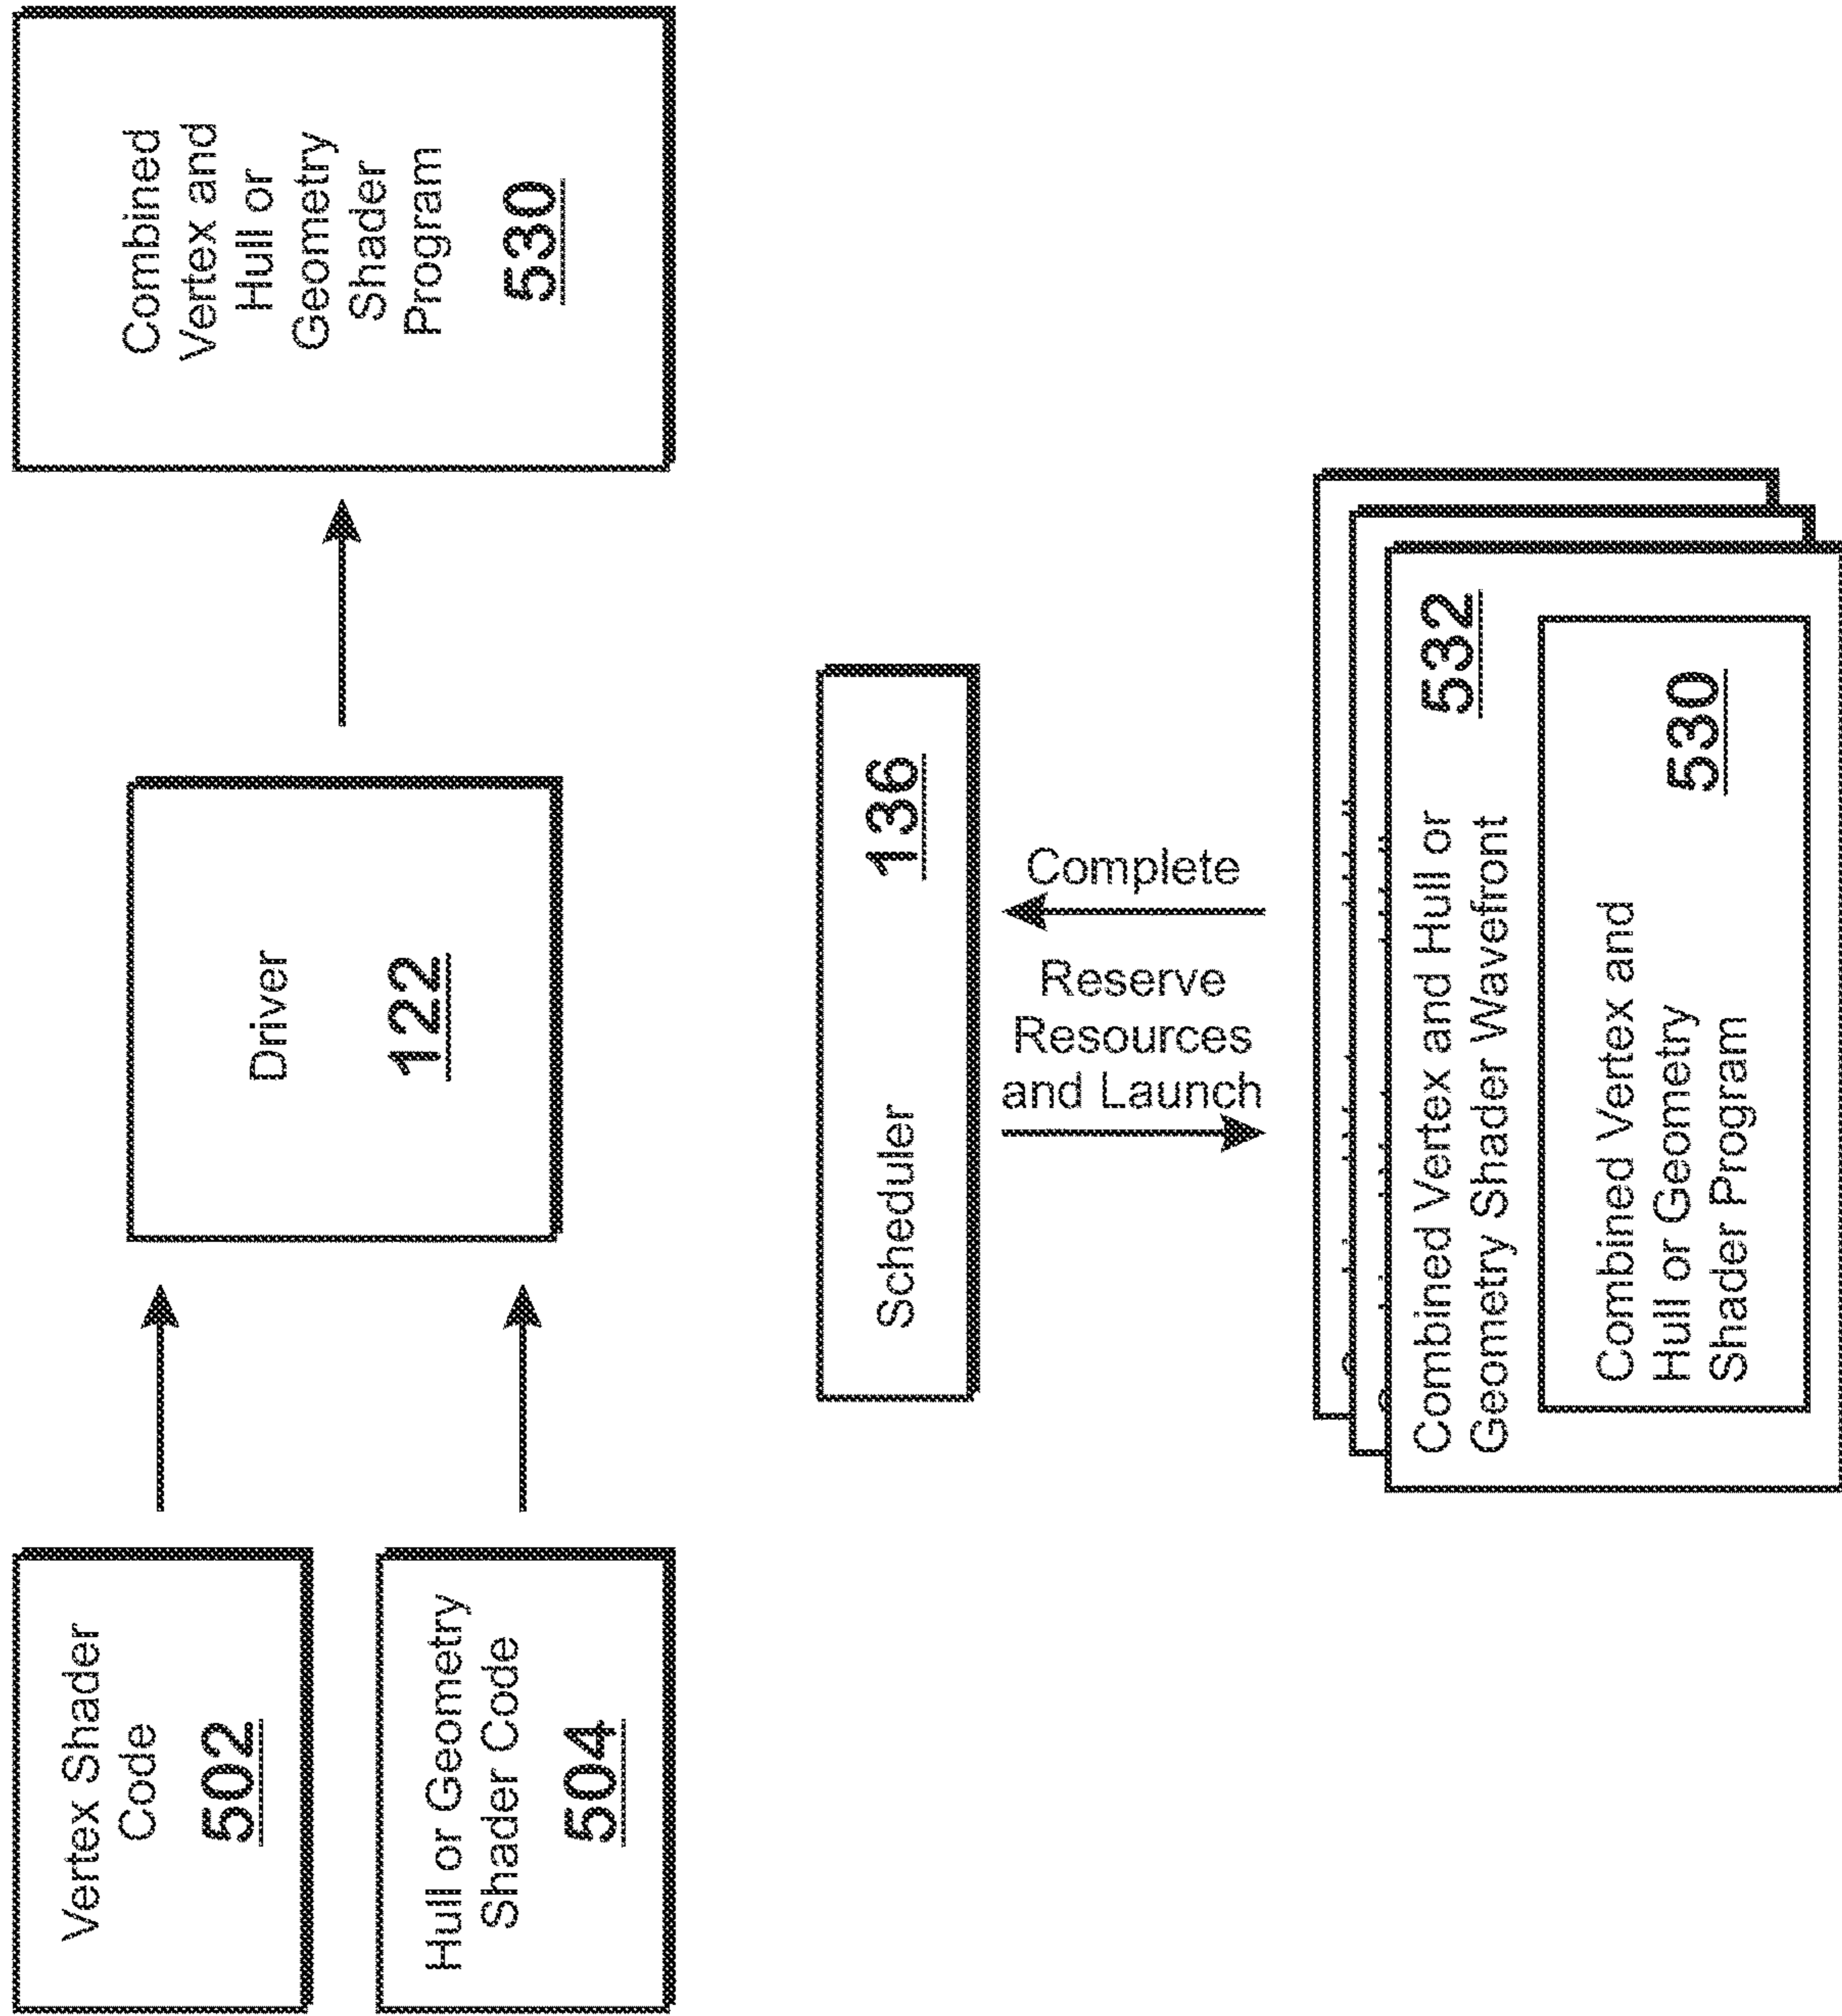 Vertex Shader
Code
502
Hull or Geometry
Shader Code
504
Driver
122
Combined
Vertex and
Hull or
Geometry
Shader
Program
530
Scheduler
136
Reserve
Resources
and Launch
Complete
Combined Vertex and Hull or
Geometry Shader Wavefront
532
Combined Vertex and
Hull or Geometry
Shader Program
530